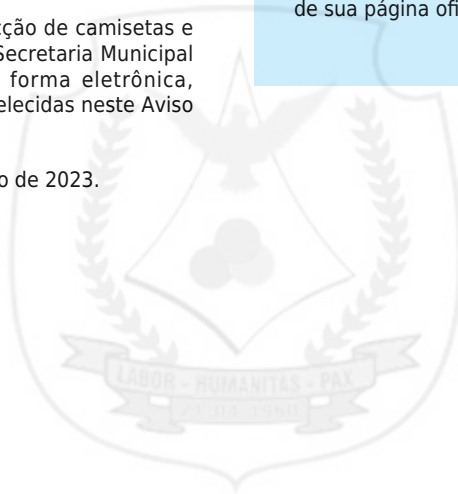 cção de camisetas e
Secretaria Municipal
forma eletrônica,
elecidas neste Aviso
o de 2023.
de sua página ofi
LABOR - HUMANITAS - PAX
21 04 1960